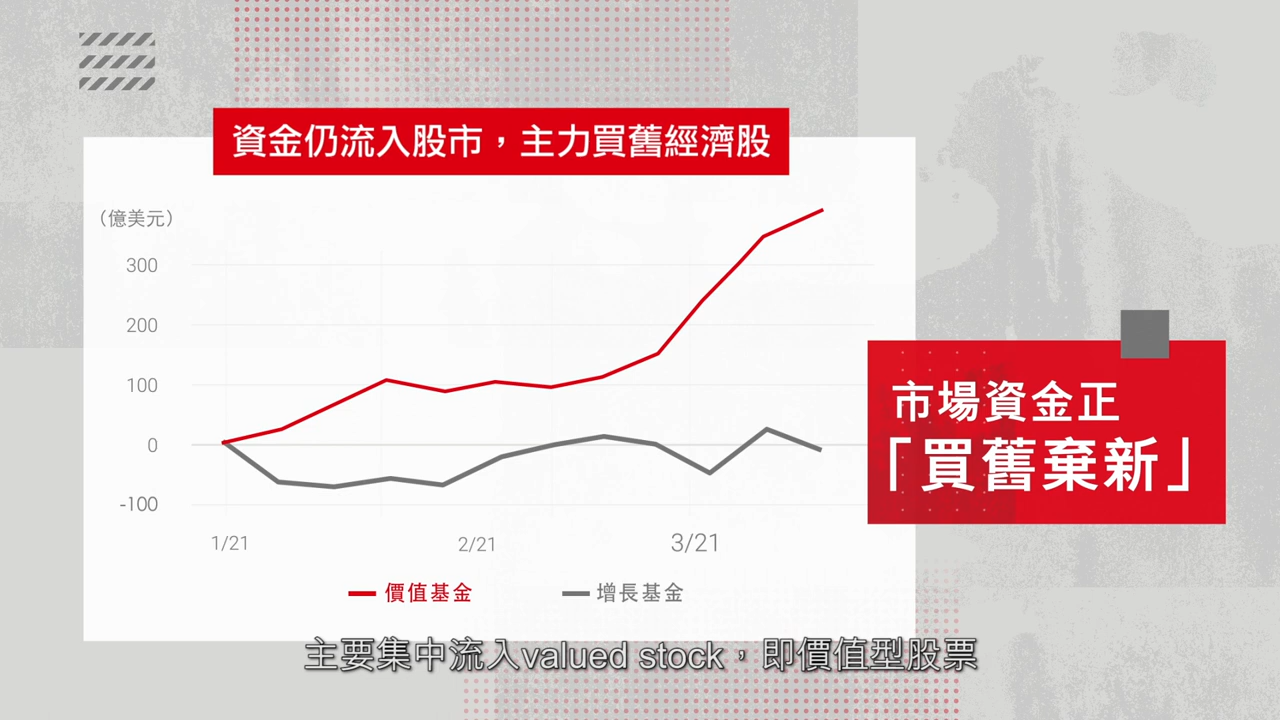 資金仍流入股市，主力買舊經濟股
（億美元）
300
200
100
0
-100
1/21
2/21
3/21
價值基金
增長基金
市場資金正
「買舊棄新」
主要集中流入valued stock，即價值型股票